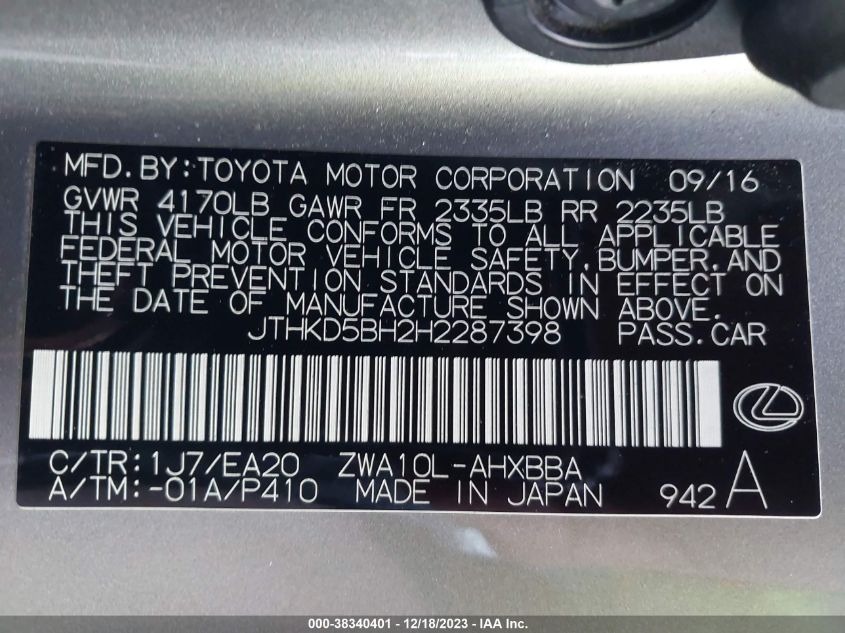 MFD.BY:TOYOTA MOTOR CORPORATION 09/16
GVWR 4170LB GAWR FR 2335LB RR 2235LB
THIS VEHICLE CONFORMS TO ALL APPLICABLE
FEDERAL MOTOR VEHICLE SAFETY,BUMPER,AND
THEFT PREVENTION STANDARDS IN EFFECT ON
THE DATE OF MANUFACTURE SHOWN ABOVE.
JTHKD5BH2H2287398 PASS.CAR
C/TR:1J7/EA20 ZWA10L-AHXBBA
A/TM:-01A/P410 MADE IN JAPAN 942 A
000-38340401 - 12/18/2023 - IAA Inc.